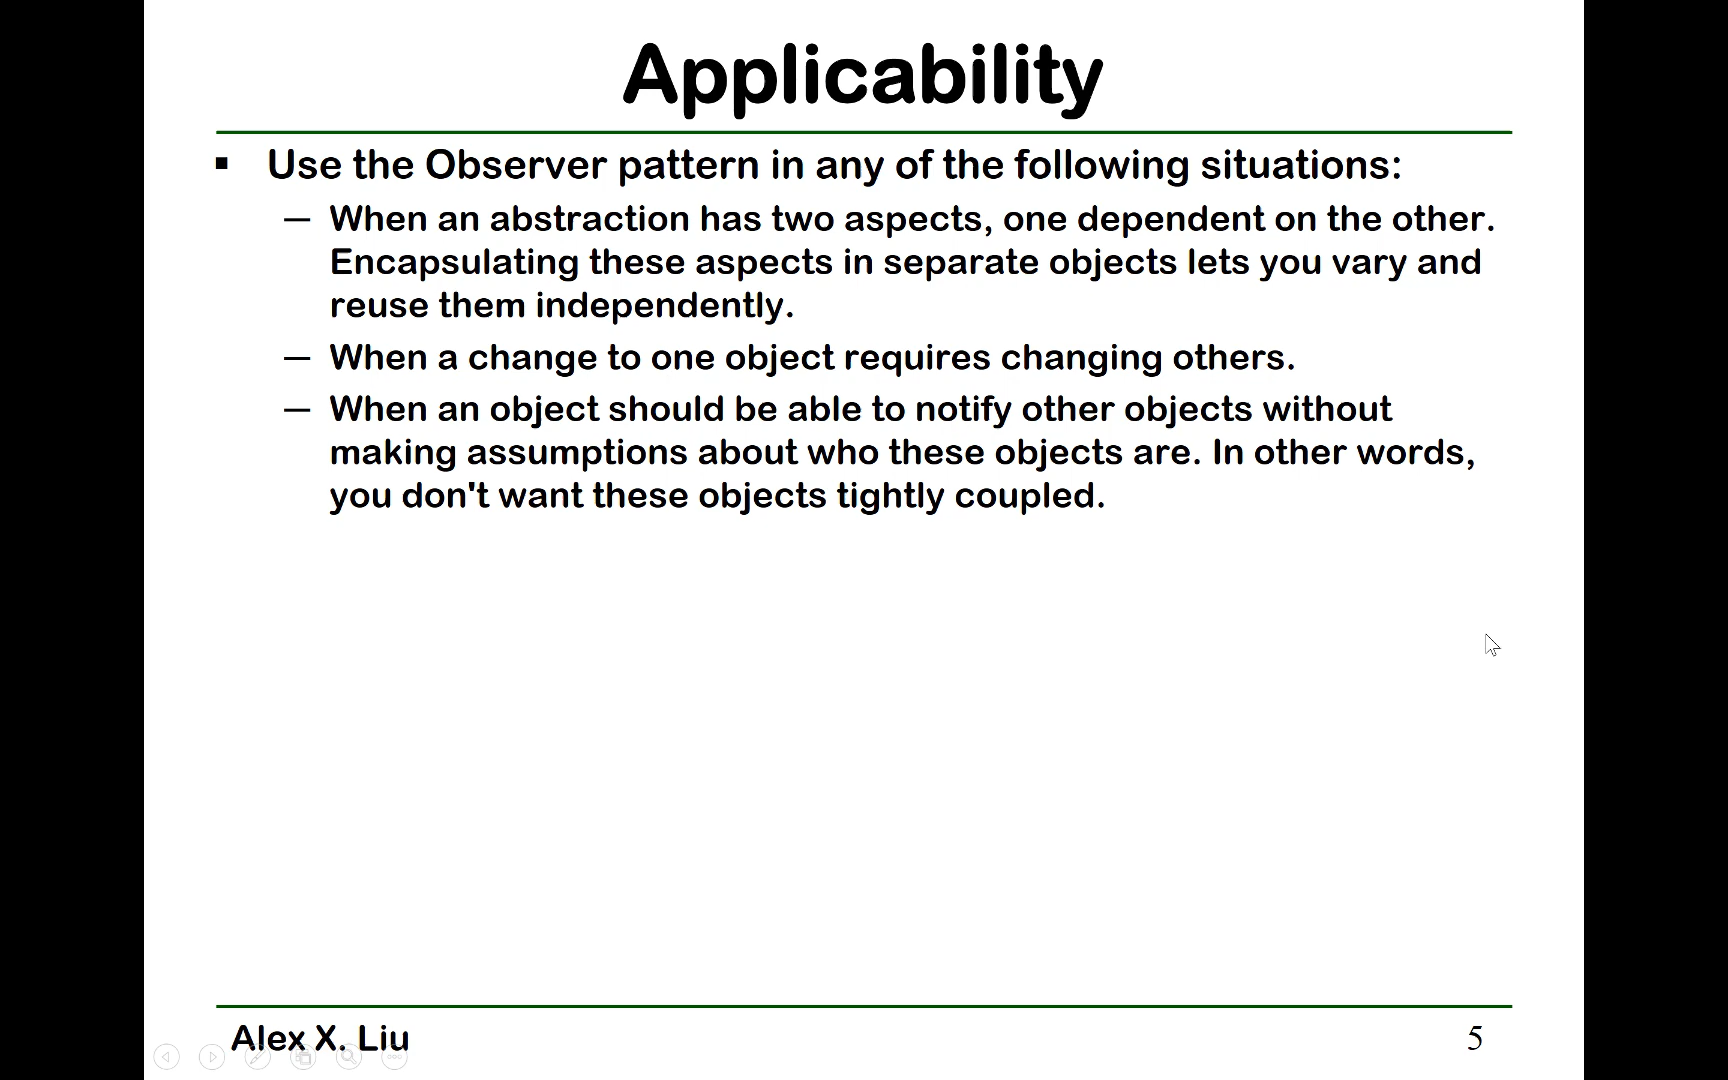 Applicability
▪ Use the Observer pattern in any of the following situations:
— When an abstraction has two aspects, one dependent on the other.
Encapsulating these aspects in separate objects lets you vary and
reuse them independently.
— When a change to one object requires changing others.
— When an object should be able to notify other objects without
making assumptions about who these objects are. In other words,
you don't want these objects tightly coupled.
Alex X. Liu
5